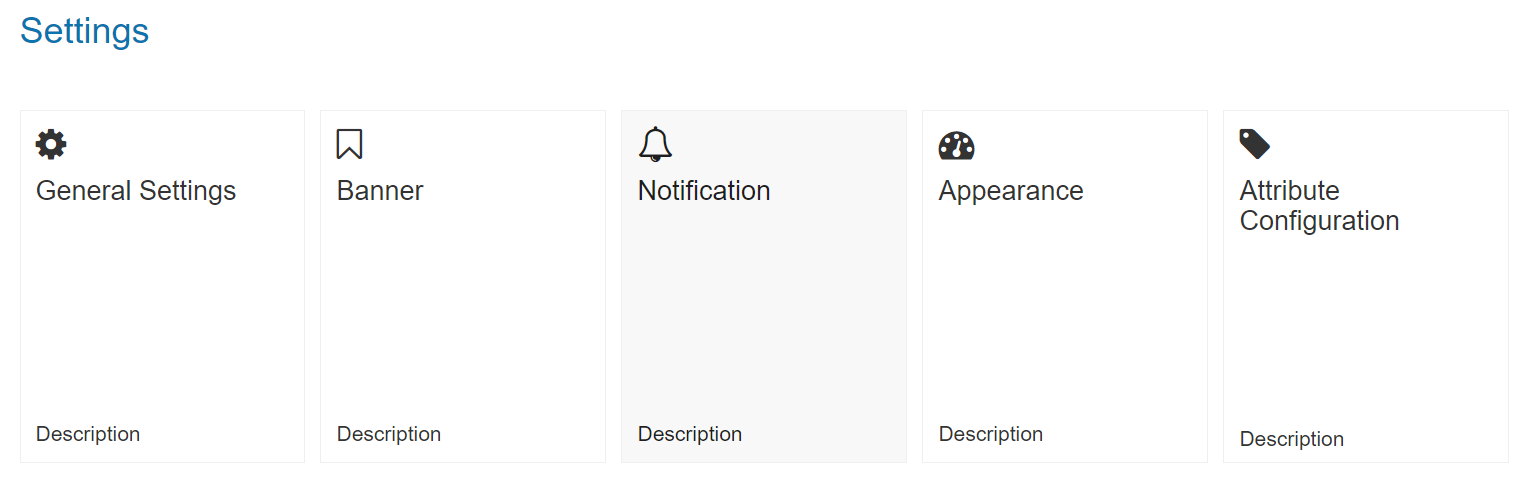 Settings
General Settings
Banner
Notification
Appearance
Attribute
Configuration
Description
Description
Description
Description
Description